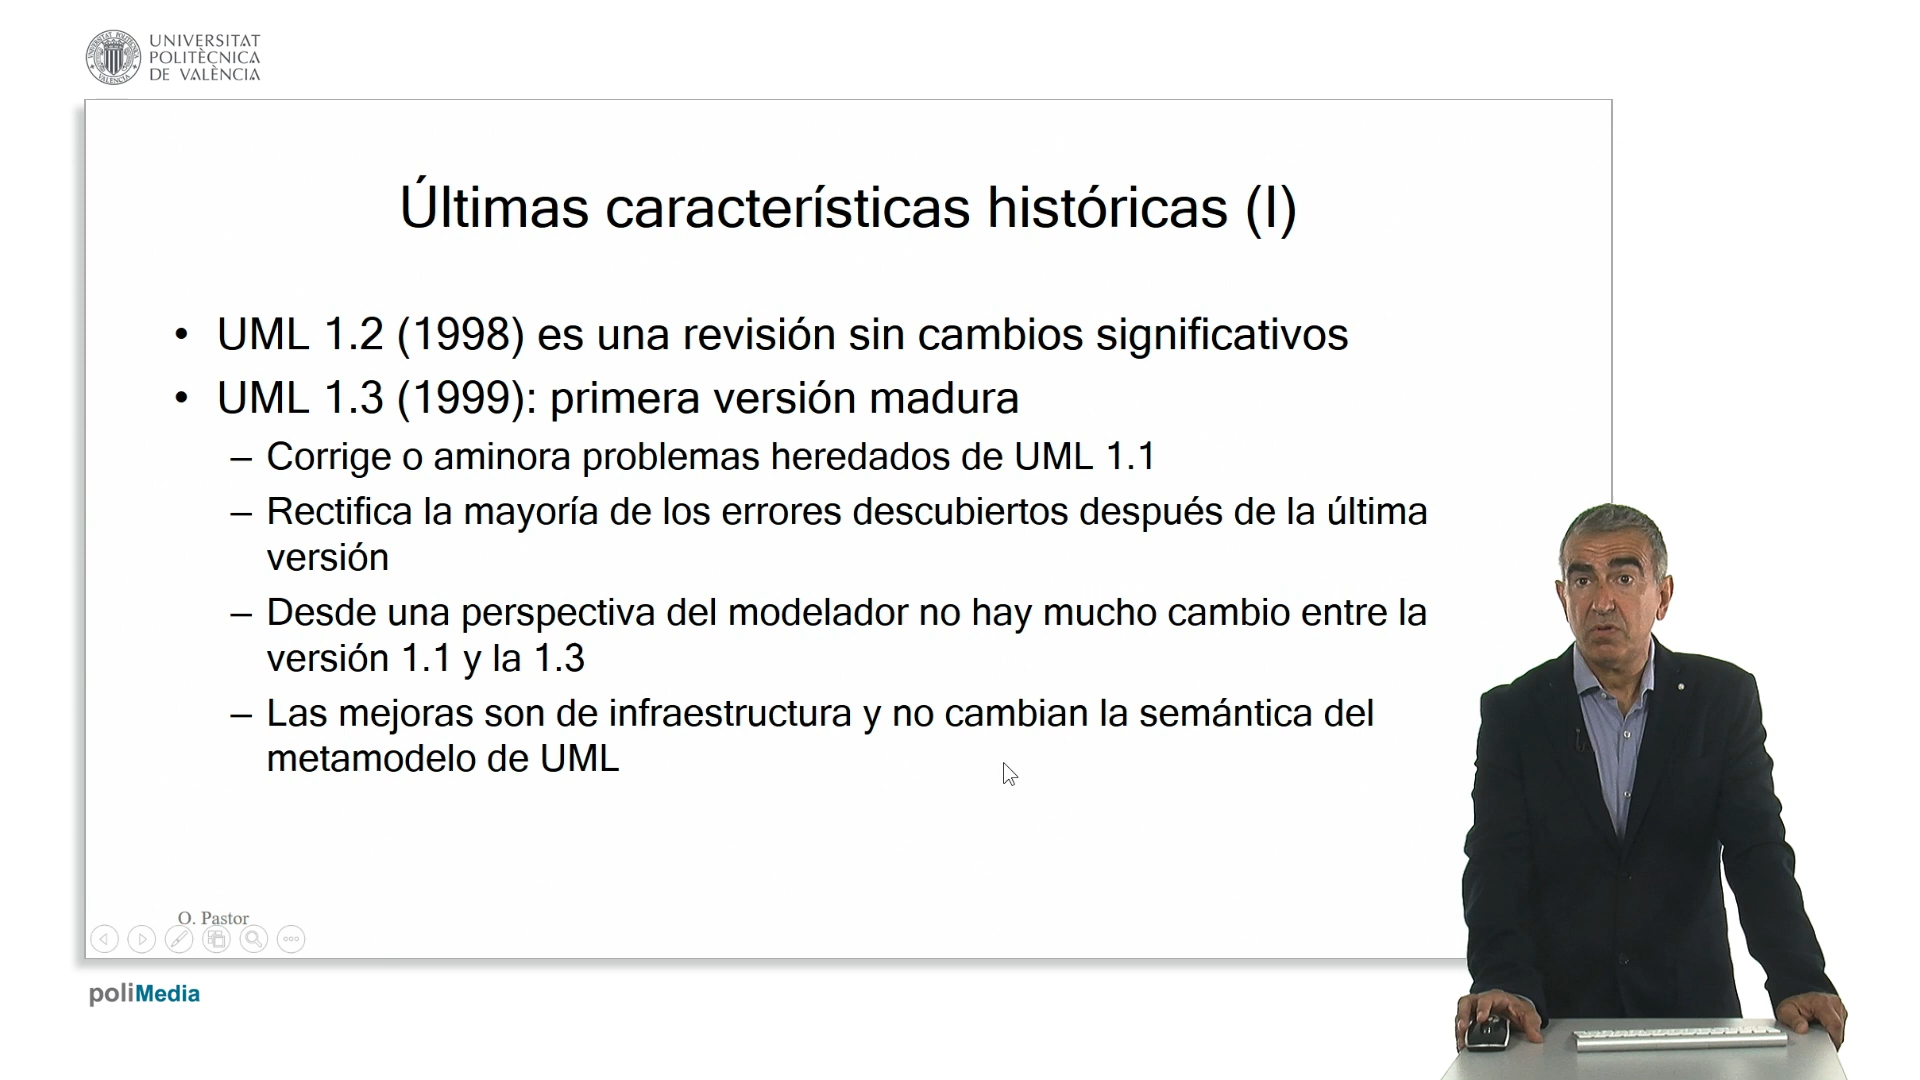 UNIVERSITAT
POLITÈCNICA
DE VALÈNCIA
Últimas características históricas (I)
• UML 1.2 (1998) es una revisión sin cambios significativos
• UML 1.3 (1999): primera versión madura
– Corrige o aminora problemas heredados de UML 1.1
– Rectifica la mayoría de los errores descubiertos después de la última
versión
– Desde una perspectiva del modelador no hay mucho cambio entre la
versión 1.1 y la 1.3
– Las mejoras son de infraestructura y no cambian la semántica del
metamodelo de UML
O. Pastor
poliMedia